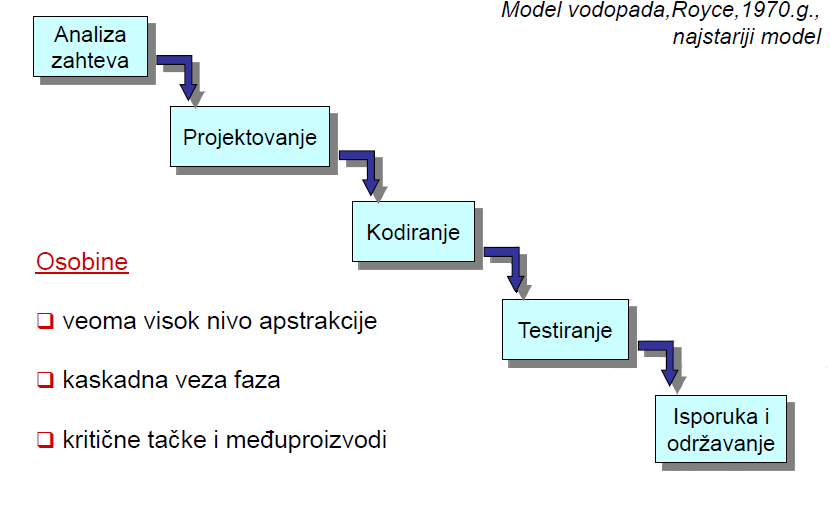 Model vodopada,Royce,1970.g.,
najstariji model
Analiza
zahteva
Projektovanje
Kodiranje
Testiranje
Isporuka i
održavanje
Osobine
veoma visok nivo apstrakcije
kaskadna veza faza
kritične tačke i međuproizvodi